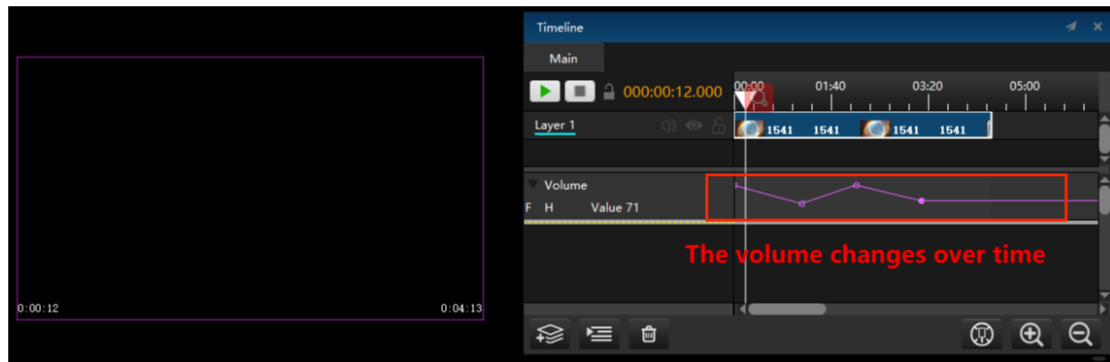 Timeline
Main
000:00:12.000
00:00 01:40 03:20 05:00
Layer 1
1541 1541 1541 1541
Volume
F H Value 71
The volume changes over time
0:00:12 0:04:13